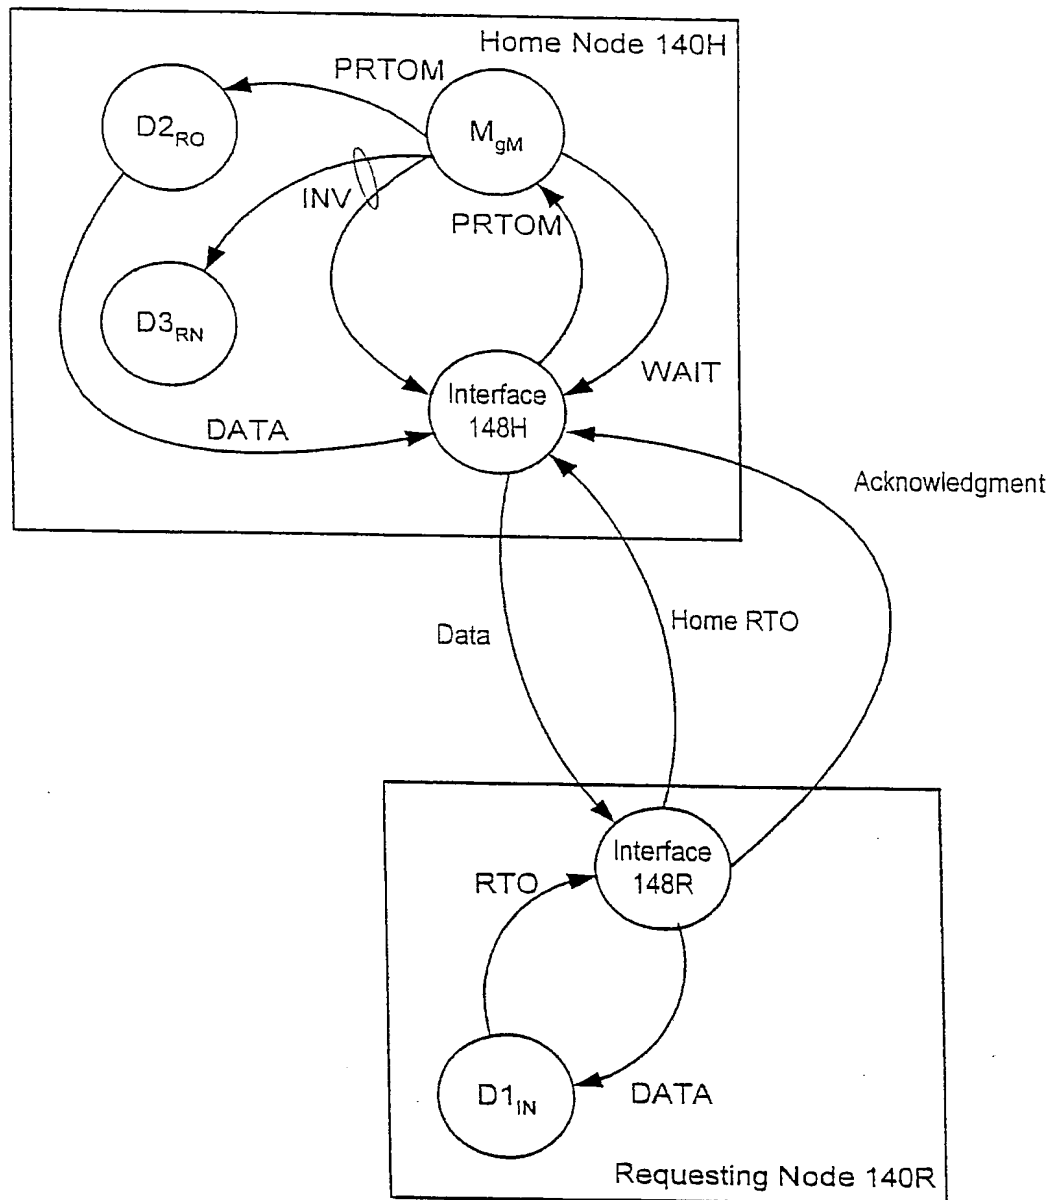 Home Node 140H
PRTOM
D2RO
MgM
INV
PRTOM
D3RN
WAIT
Interface
148H
DATA
Acknowledgment
Data
Home RTO
Interface
148R
RTO
D1IN
DATA
Requesting Node 140R